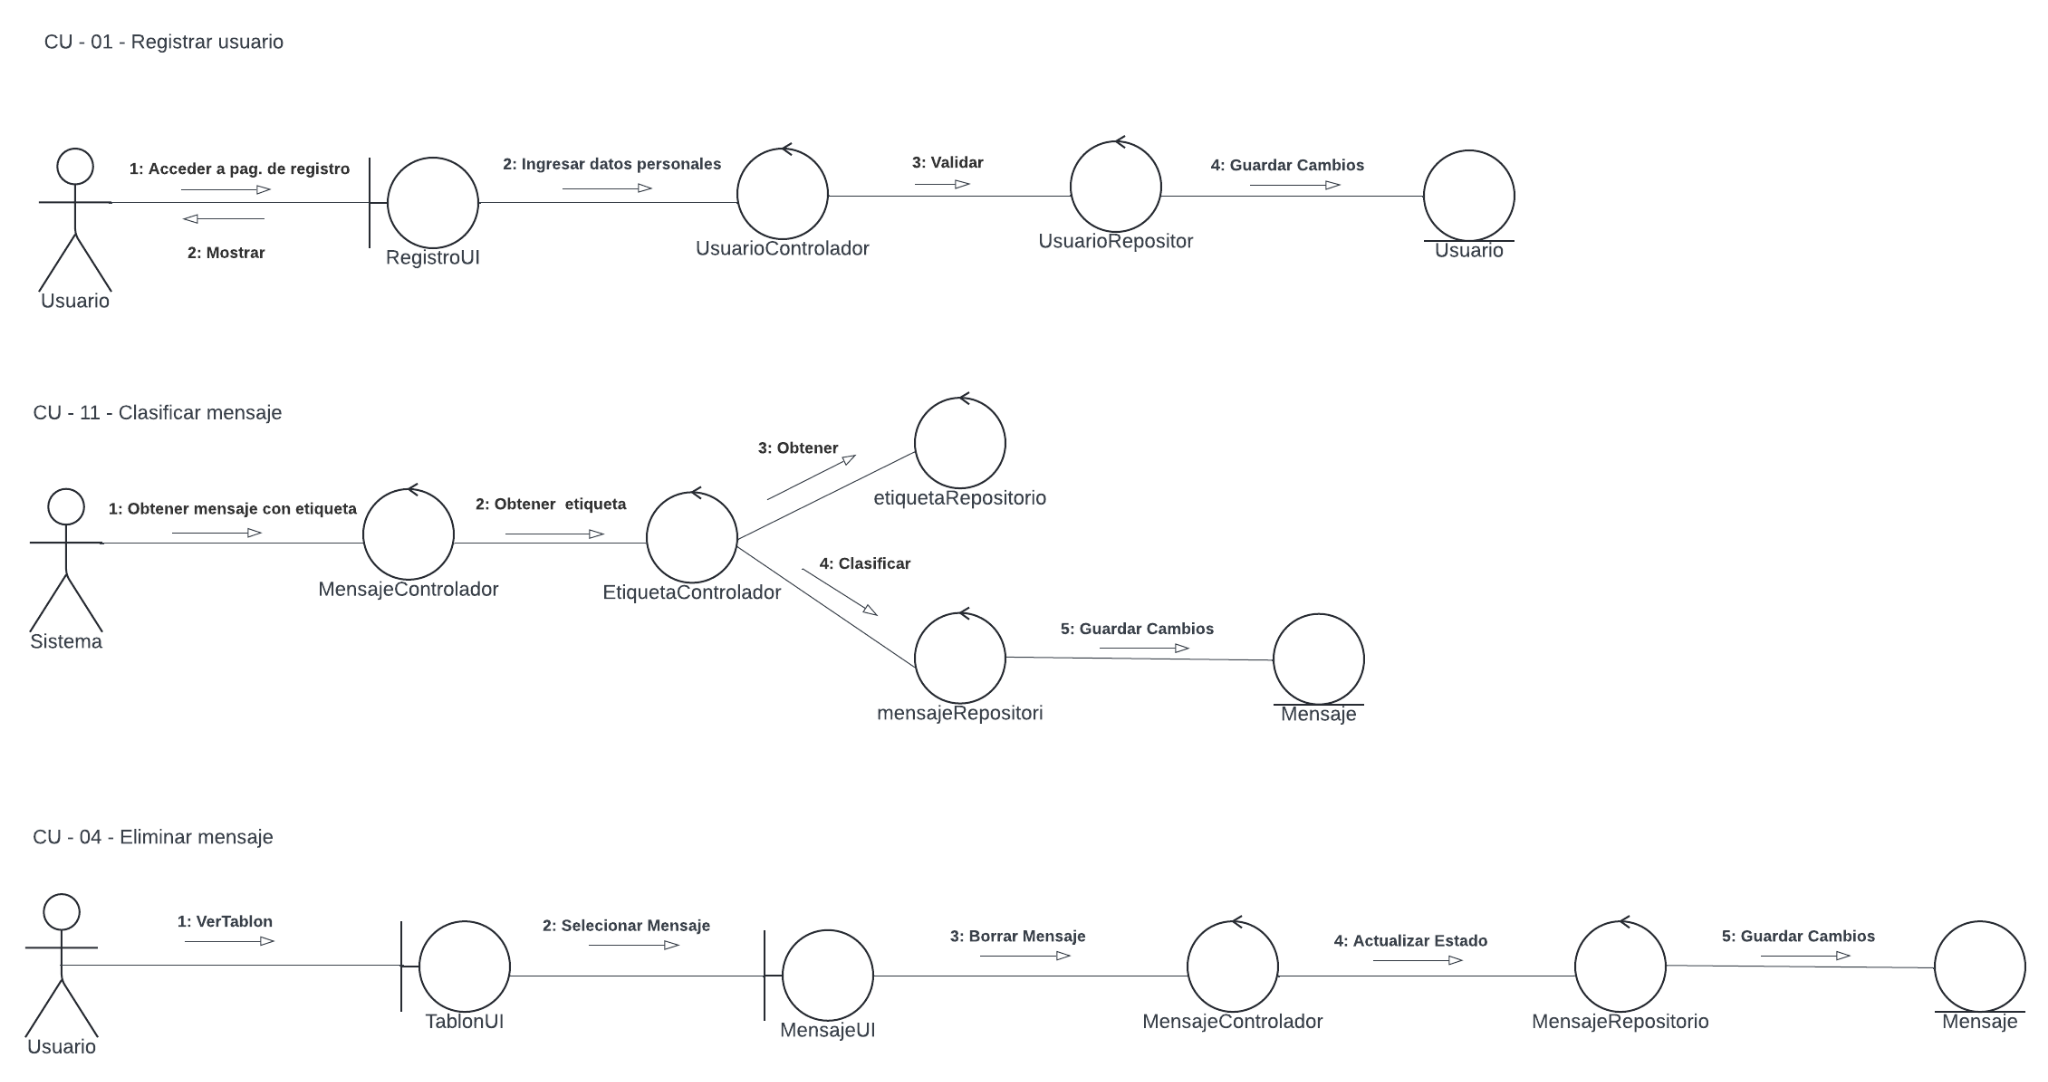 CU - 01 - Registrar usuario
1: Acceder a pag. de registro
2: Ingresar datos personales
3: Validar
4: Guardar Cambios
2: Mostrar
RegistroUI
UsuarioControlador
UsuarioRepositor
Usuario
Usuario
CU - 11 - Clasificar mensaje
3: Obtener
etiquetaRepositorio
1: Obtener mensaje con etiqueta
2: Obtener etiqueta
4: Clasificar
MensajeControlador
EtiquetaControlador
Sistema
5: Guardar Cambios
mensajeRepositori
Mensaje
CU - 04 - Eliminar mensaje
1: VerTablon
2: Selecionar Mensaje
3: Borrar Mensaje
4: Actualizar Estado
5: Guardar Cambios
TablonUI
MensajeUI
MensajeControlador
MensajeRepositorio
Mensaje
Usuario